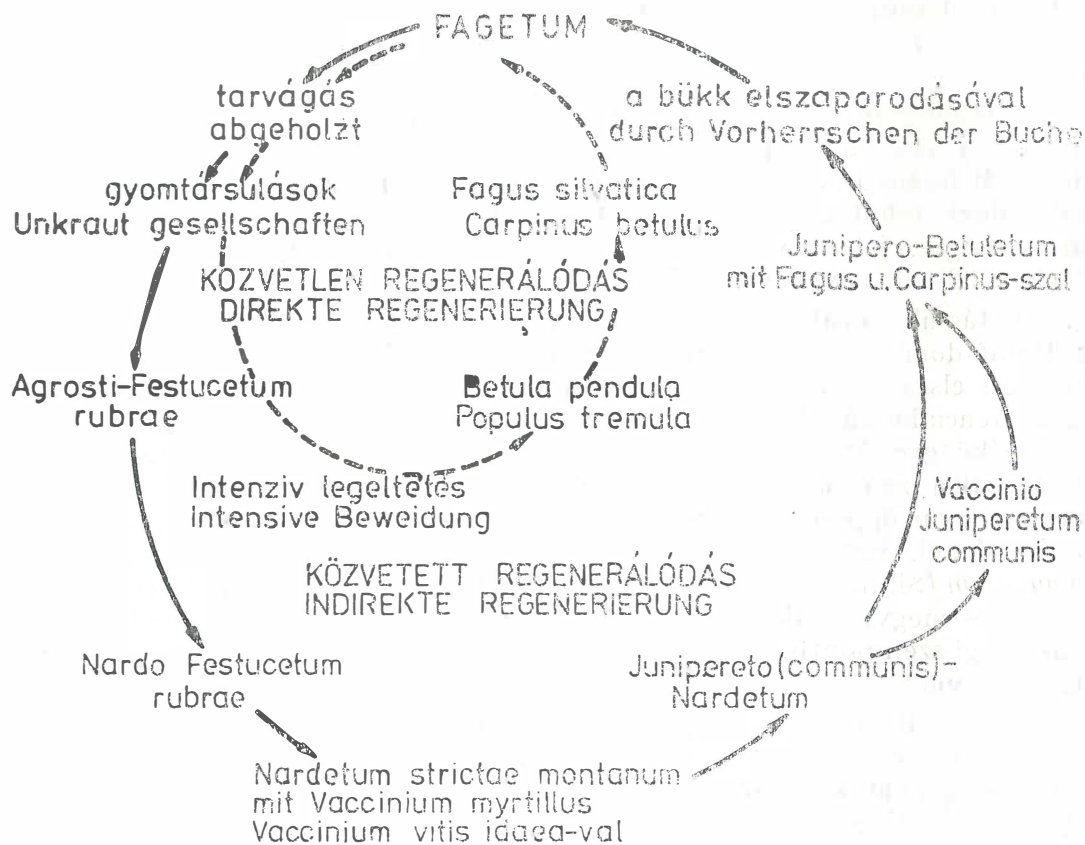 FAGETUM
tarvágás
abgeholzt
a bükk elszaporodásával
durch Vorherrschen der Buche
gyomtársulások
Unkraut gesellschaften
Fagus silvatica
Carpinus betulus
Junipero-Betuletum
mit Fagus u. Carpinus-szal
KÖZVETLEN REGENERÁLÓDÁS
DIREKTE REGENERIERUNG
Agrosti-Festucetum
rubrae
Betula pendula
Populus tremula
Intenziv legeltetés
Intensive Beweidung
Vaccinio
Juniperetum
communis
KÖZVETETT REGENERÁLÓDÁS
INDIREKTE REGENERIERUNG
Nardo Festucetum
rubrae
Junipereto (communis)-
Nardetum
Nardetum strictae montanum
mit Vaccinium myrtillus
Vaccinium vitis idaea-val